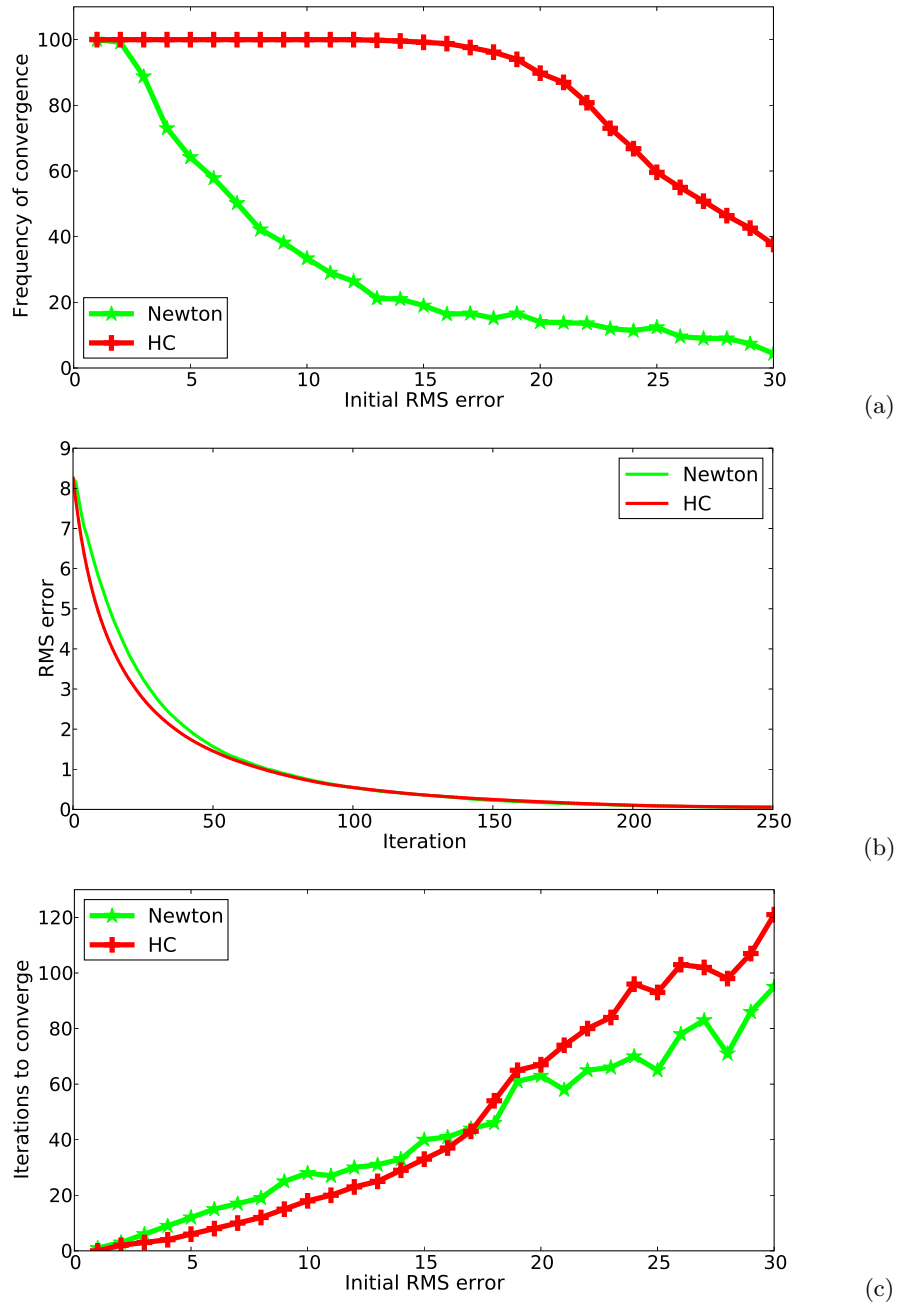 100
80
60
40
20
0
Frequency of convergence
Newton
HC
0 5 10 15 20 25 30
Initial RMS error
(a)
9
8
7
6
5
4
3
2
1
0
RMS error
Newton
HC
0 50 100 150 200 250
Iteration
(b)
120
100
80
60
40
20
0
Iterions to converge
Newton
HC
0 5 10 15 20 25 30
Initial RMS error
(c)